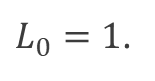 L₀ = 1.